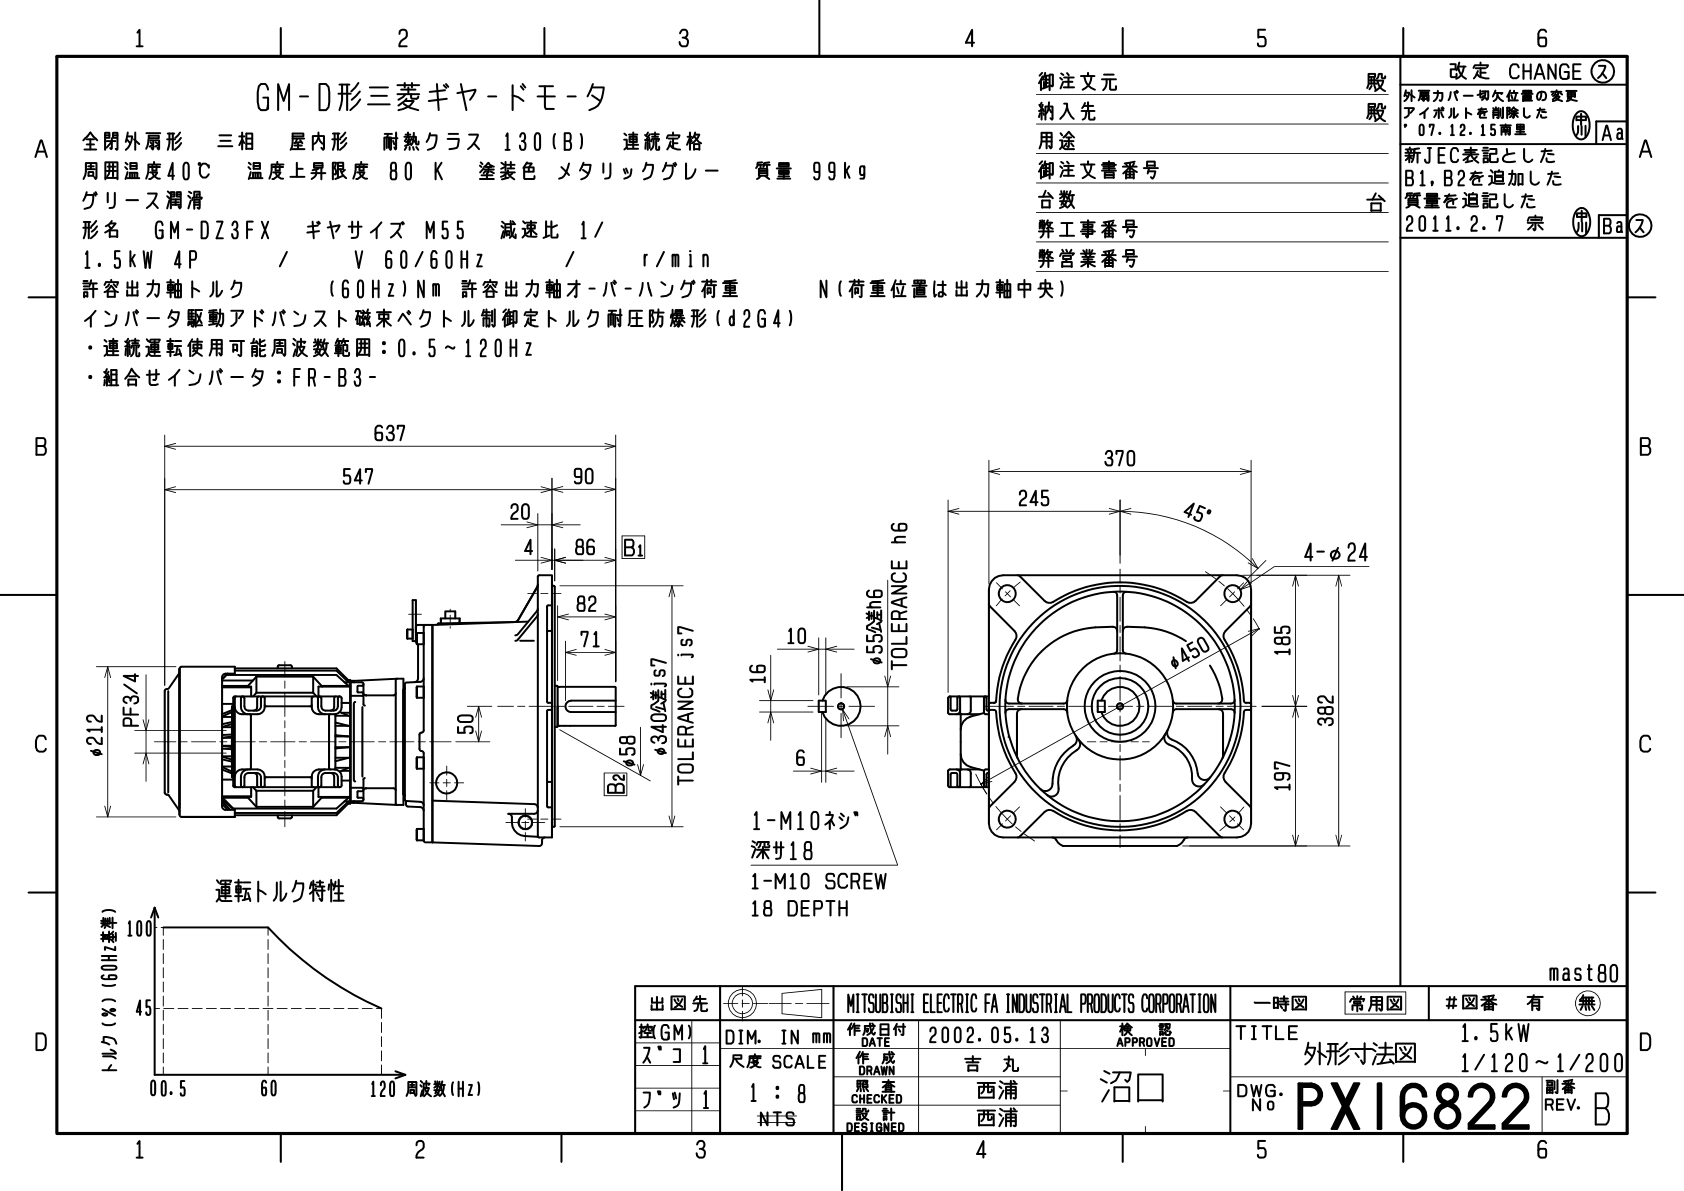 1 2 3 4 5 6
A
B
C
D
GM-D形三菱ギヤードモータ
全閉外扇形 三相 屋内形 耐熱クラス 130(B) 連続定格
周囲温度40℃ 温度上昇限度 80 K 塗装色 メタリックグレー 質量 99kg
グリース潤滑
形名 GM-DZ3FX ギヤサイズ M55 減速比 1/
1.5kW 4P / V 60/60Hz / r/min
許容出力軸トルク (60Hz)Nm 許容出力軸オーバーハング荷重 N(荷重位置は出力軸中央)
インバータ駆動アドバンスト磁束ベクトル制御定トルク耐圧防爆形(d2G4)
・連続運転使用可能周波数範囲:0.5~120Hz
・組合せインバータ:FR-B3-
御注文元 殿
納入先 殿
用途
御注文書番号
台数 台
弊工事番号
弊営業番号
改定 CHANGE ス
外扇カバー切欠位置の変更
アイボルトを削除した
'07.12.15南里 Aa
新JEC表記とした
B1,B2を追加した
質量を追記した
2011.2.7 宗 Ba ス
A
B
C
D
637
547 90
20
4 86 B1
82
71
φ212
PF3/4
50
φ58
B2
φ340公差js7
TOLERANCE js7
10
16
6
φ55公差h6
TOLERANCE h6
1-M10ネジ
深サ18
1-M10 SCREW
18 DEPTH
370
245
45°
4-φ24
φ450
185
197
382
運転トルク特性
トルク(%)(60Hz基準)
100
45
0 0.5 60 120 周波数(Hz)
mast80
出図先
控(GM)
ズコ 1
ブツ 1
DIM. IN mm
尺度 SCALE
1 : 8
NTS
MITSUBISHI ELECTRIC FA INDUSTRIAL PRODUCTS CORPORATION
作成日付 DATE 2002.05.13
作成 DRAWN 吉丸
照査 CHECKED 西浦
設計 DESIGNED 西浦
検認 APPROVED
沼口
一時図 常用図 #図番 有 無
TITLE
外形寸法図
1.5kW
1/120~1/200
DWG. No PX16822
副番 REV. B
1 2 3 4 5 6